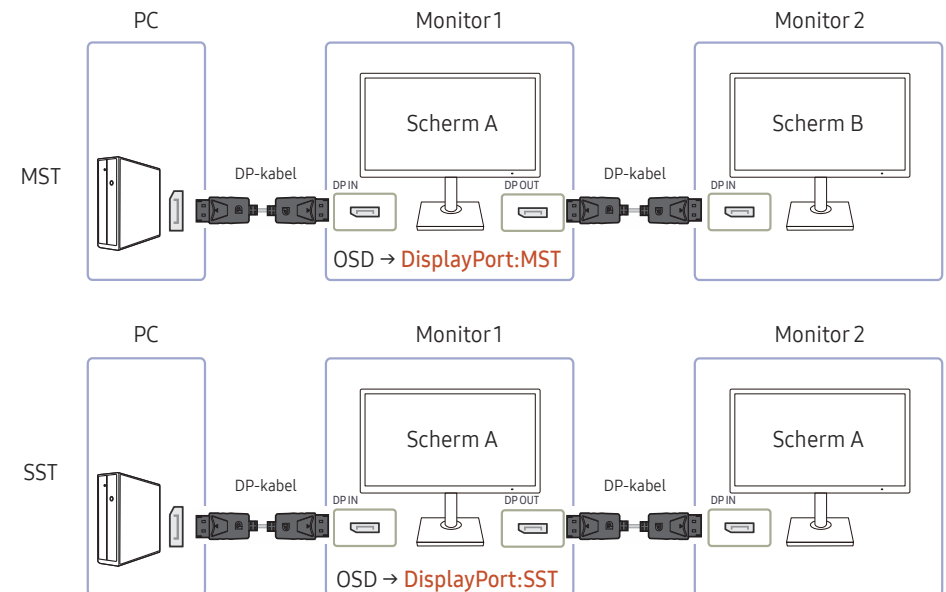 PC
Monitor 1
Monitor 2
Scherm A
Scherm B
MST
DP-kabel
DP IN
DP OUT
DP-kabel
DP IN
OSD → DisplayPort:MST
PC
Monitor 1
Monitor 2
Scherm A
Scherm A
SST
DP-kabel
DP IN
DP OUT
DP-kabel
DP IN
OSD → DisplayPort:SST